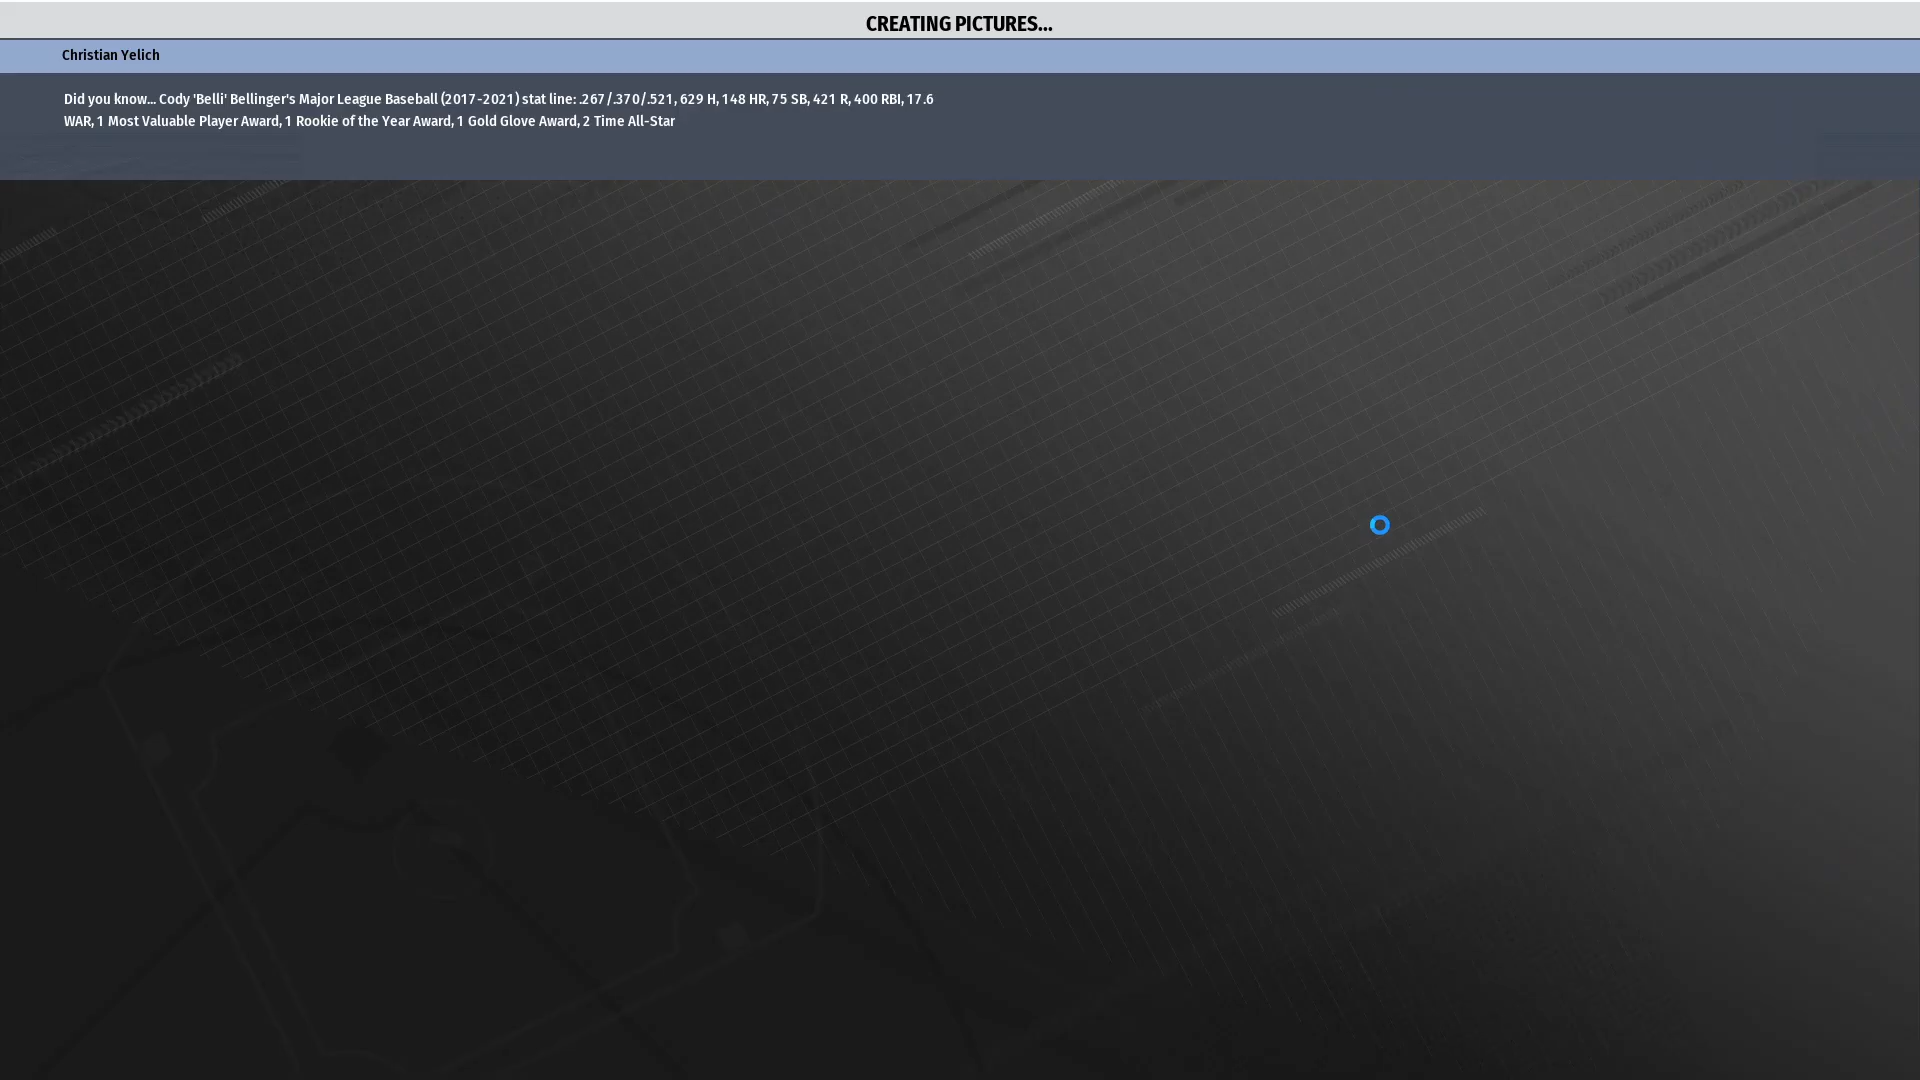 CREATING PICTURES...
Christian Yelich
Did you know... Cody 'Belli' Bellinger's Major League Baseball (2017-2021) stat line: .267/.370/.521, 629 H, 148 HR, 75 SB, 421 R, 400 RBI, 17.6
WAR, 1 Most Valuable Player Award, 1 Rookie of the Year Award, 1 Gold Glove Award, 2 Time All-Star